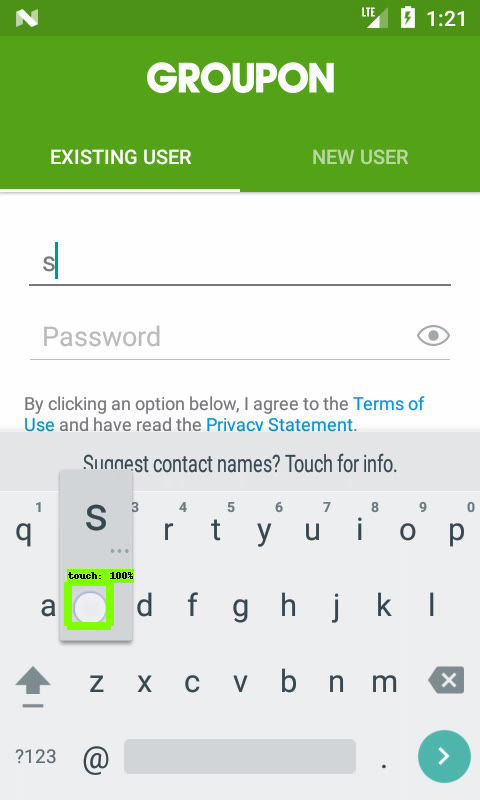 LTE 1:21
GROUPON
EXISTING USER NEW USER
s
Password
By clicking an option below, I agree to the Terms of
Use and have read the Privacy Statement.
Suggest contact names? Touch for info.
1 3 4 5 6 7 8 9 0
q r t y u i o p
s
...
touch: 100%
a d f g h j k l
z x c v b n m
?123 @ .